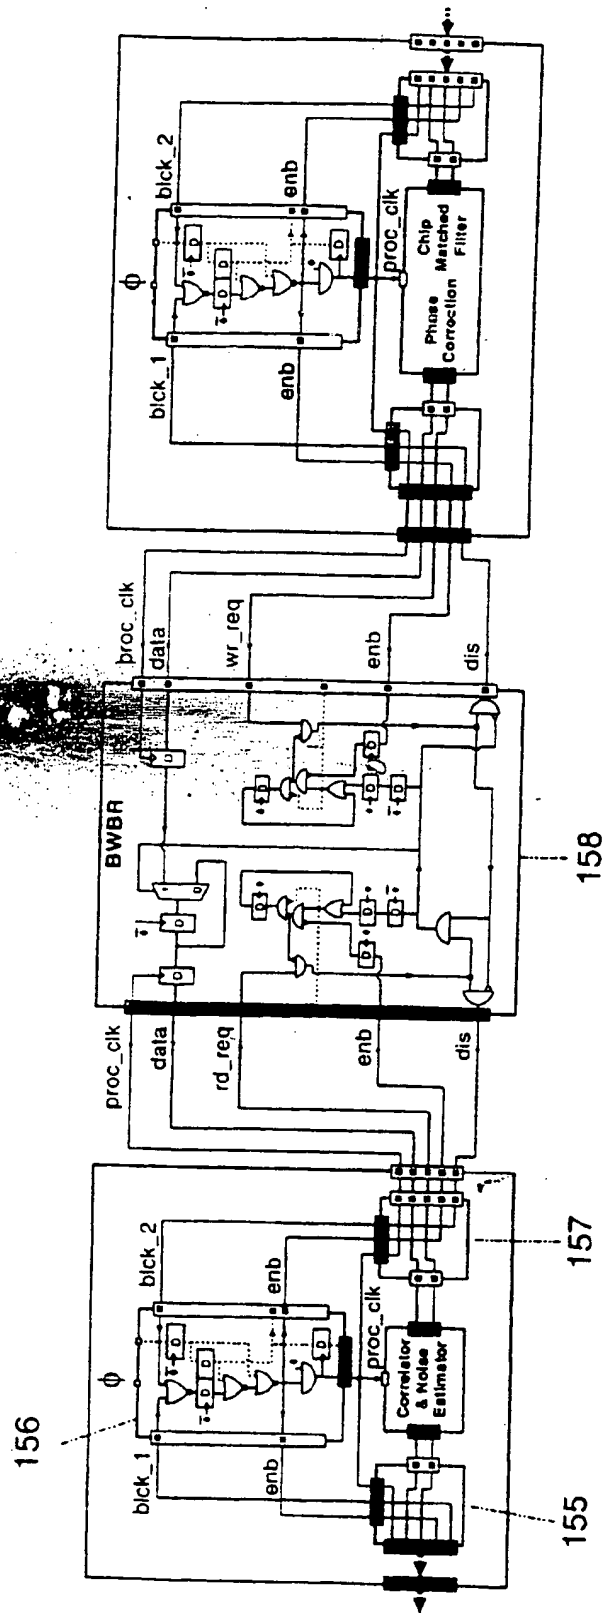 156
ϕ
blck_1
blck_2
D
D
D
D
enb
enb
proc_clk
Correlator
& Noise
Estimator
155
157
BWBR
proc_clk
data
rd_req
enb
dis
D
D
D
D
D
D
D
D
D
D
D
proc_clk
data
wr_req
enb
dis
158
ϕ
blck_1
blck_2
D
D
D
D
enb
enb
proc_clk
Phase
Correction
Chip
Matched
Filter